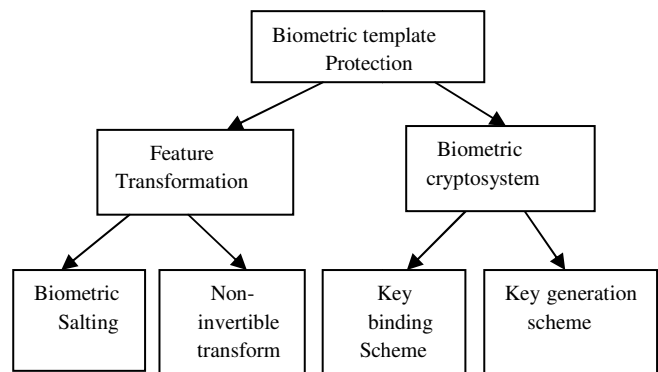 Biometric template
Protection
Feature
Transformation
Biometric
cryptosystem
Biometric
Salting
Non-
invertible
transform
Key
binding
Scheme
Key generation
scheme